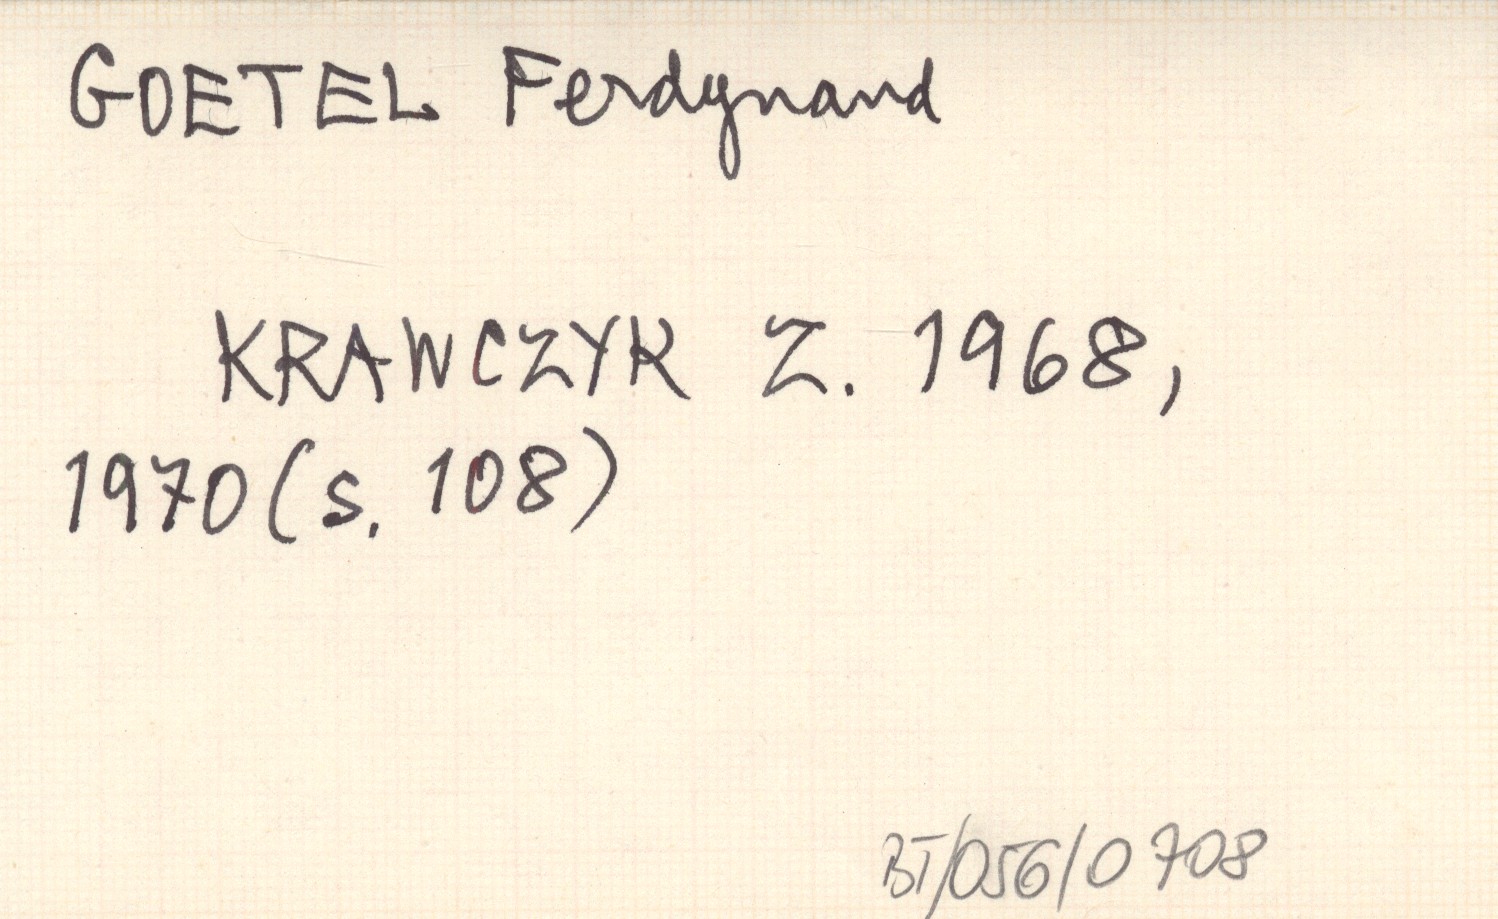 GOETEL Ferdynand
KRAWCZYK Z. 1968,
1970 (s. 108)
BT/056/0708